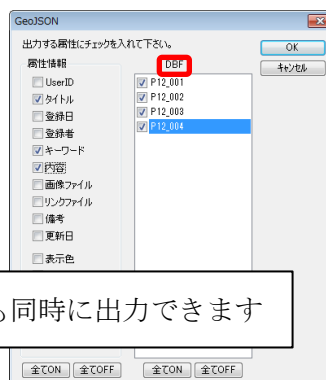 GeoJSON
出力する属性にチェックを入れて下さい。
OK
キャンセル
属性情報
DBF
UserID
タイトル
登録日
登録者
キーワード
内容
画像ファイル
リンクファイル
備考
更新日
表示色
P12_001
P12_002
P12_003
P12_004
も同時に出力できます
全てON
全てOFF
全てON
全てOFF